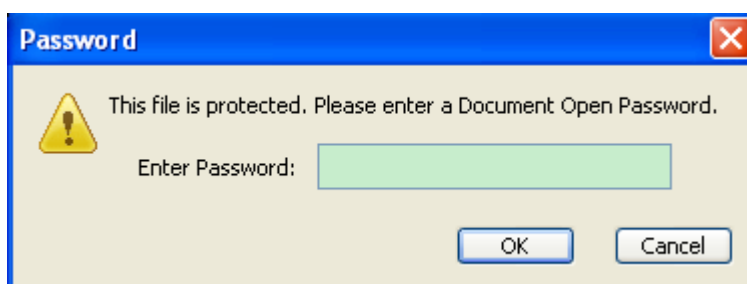 Password
This file is protected. Please enter a Document Open Password.
Enter Password:
OK Cancel